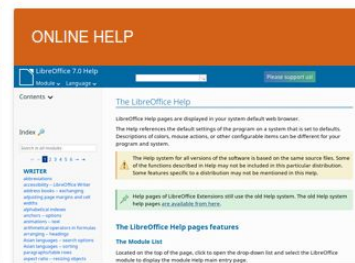 ONLINE HELP
LibreOffice 7.0 Help
Module
Language
Please support us!
Contents
Index
Search in all modules
1 2 3 4 5 6
WRITER
abbreviations
accessibility -- LibreOffice Writer
address books -- exchanging
adjusting page margins and cell
widths
alphabetical indexes
anchors -- options
animations -- text
arithmetical operators in formulas
arranging -- headings
Asian languages -- search options
Asian languages -- sorting
paragraphs/table rows
aspect ratio -- resizing objects
The LibreOffice Help
LibreOffice Help pages are displayed in your system default web browser.
The Help references the default settings of the program on a system that is set to defaults.
Descriptions of colors, mouse actions, or other configurable items can be different for your
program and system.
The Help system for all versions of the software is based on the same source files. Some
of the functions described in Help may not be included in this particular distribution.
Some features specific to a distribution may not be mentioned in this Help.
Help pages of LibreOffice Extensions still use the old Help system. The old Help system
help pages are available from here.
The LibreOffice Help pages features
The Module List
Located on the top of the page, click to open the drop down list and select the LibreOffice
module to display the module Help main entry page.